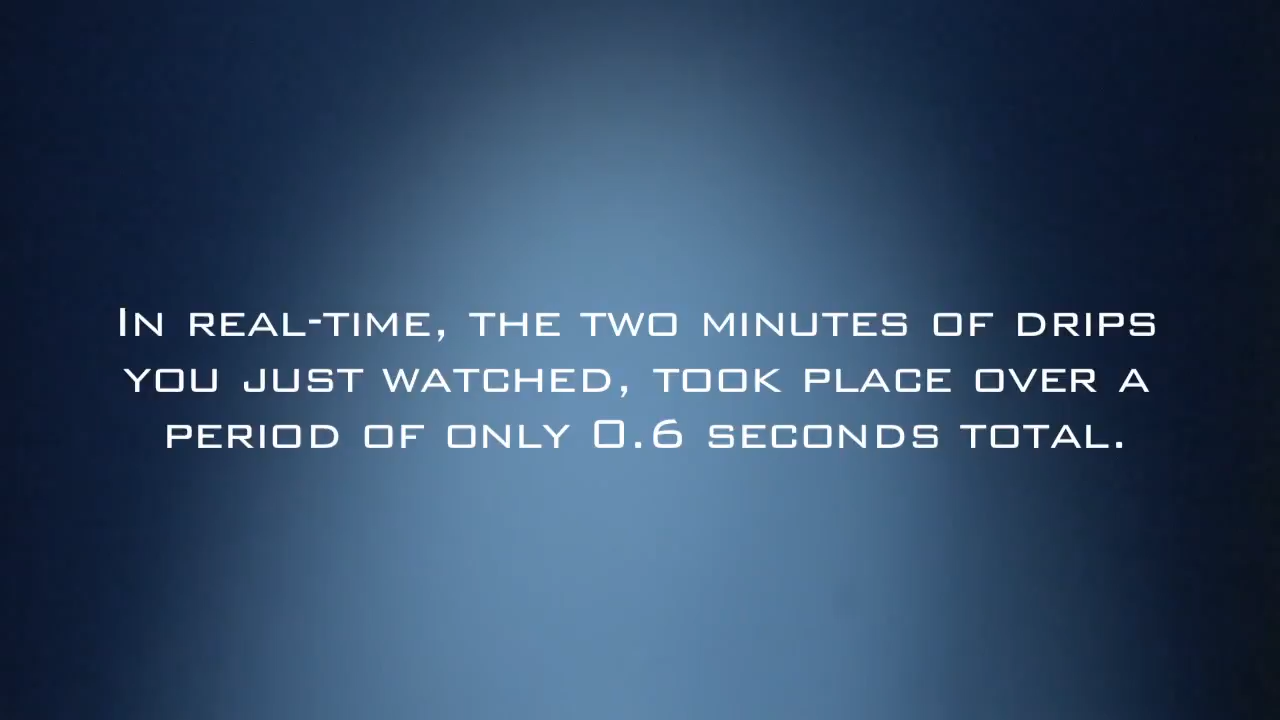 In real-time, the two minutes of drips
you just watched, took place over a
period of only 0.6 seconds total.